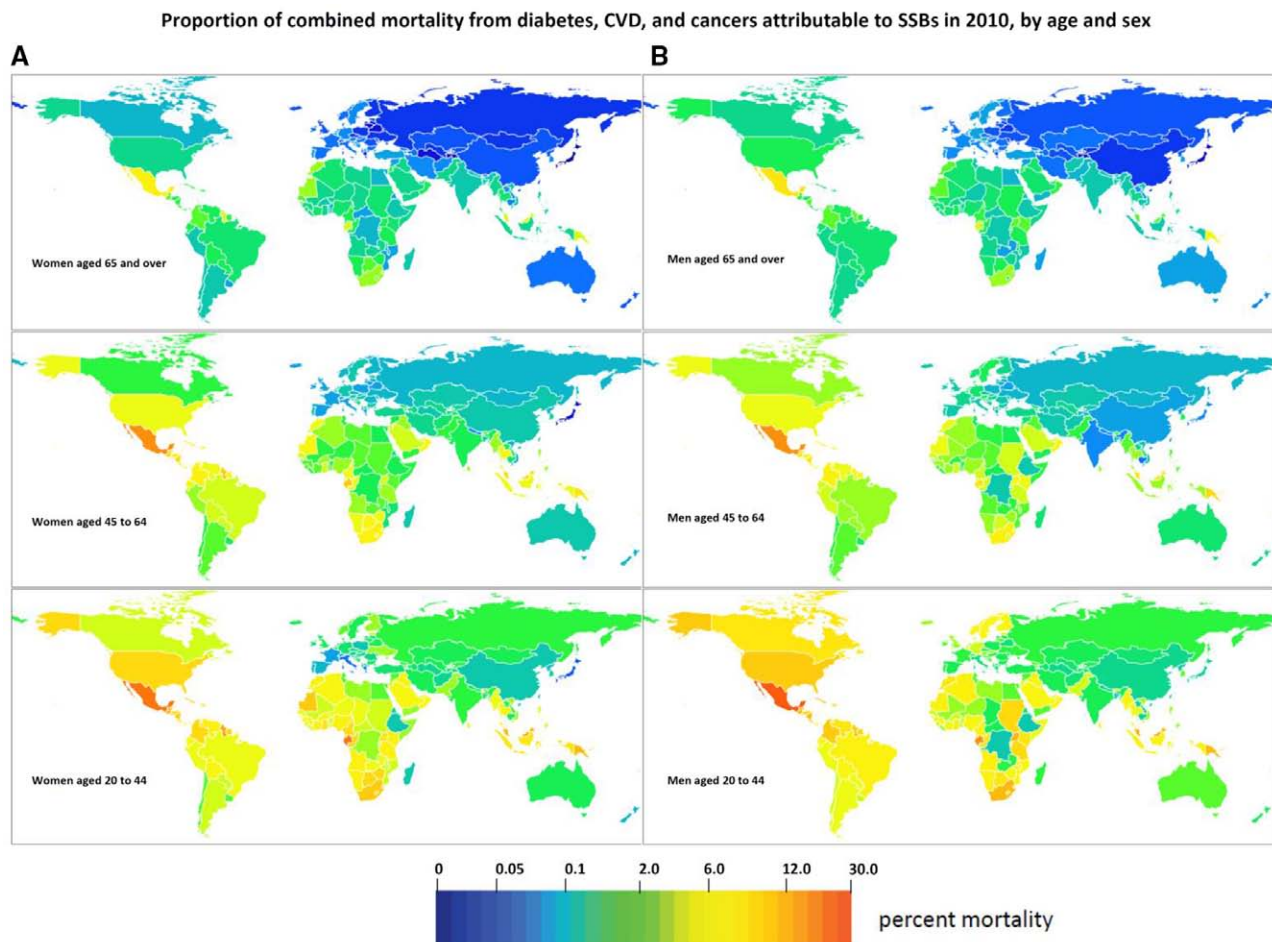 Proportion of combined mortality from diabetes, CVD, and cancers attributable to SSBs in 2010, by age and sex
A
B
Women aged 65 and over
Men aged 65 and over
Women aged 45 to 64
Men aged 45 to 64
Women aged 20 to 44
Men aged 20 to 44
0 0.05 0.1 2.0 6.0 12.0 30.0
percent mortality